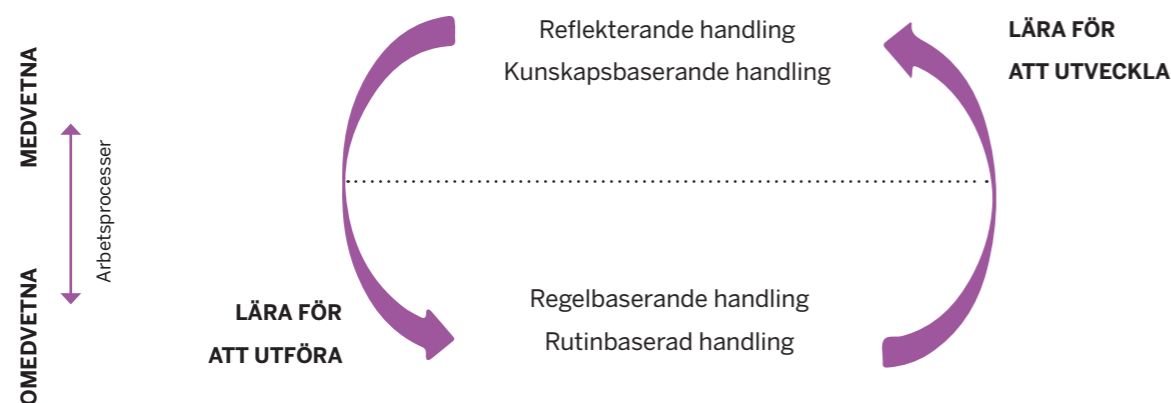 MEDVETNA
Arbetsprocesser
OMEDVETNA
Reflekterande handling
Kunskapsbaserande handling
LÄRA FÖR
ATT UTVECKLA
LÄRA FÖR
ATT UTFÖRA
Regelbaserande handling
Rutinbaserad handling